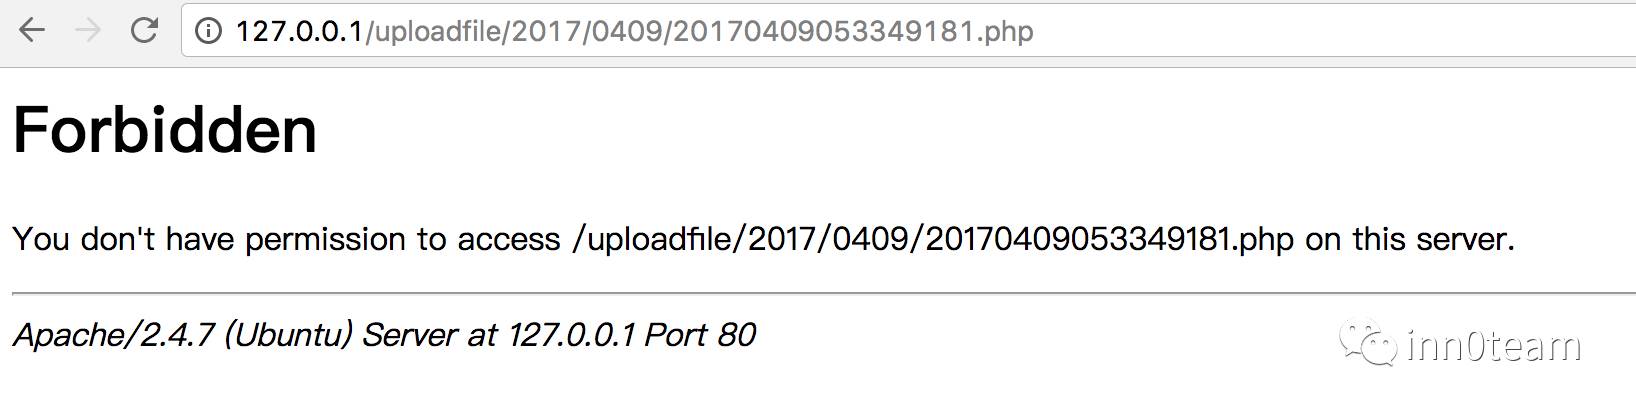 127.0.0.1/uploadfile/2017/0409/20170409053349181.php
Forbidden
You don't have permission to access /uploadfile/2017/0409/20170409053349181.php on this server.
Apache/2.4.7 (Ubuntu) Server at 127.0.0.1 Port 80
inn0team